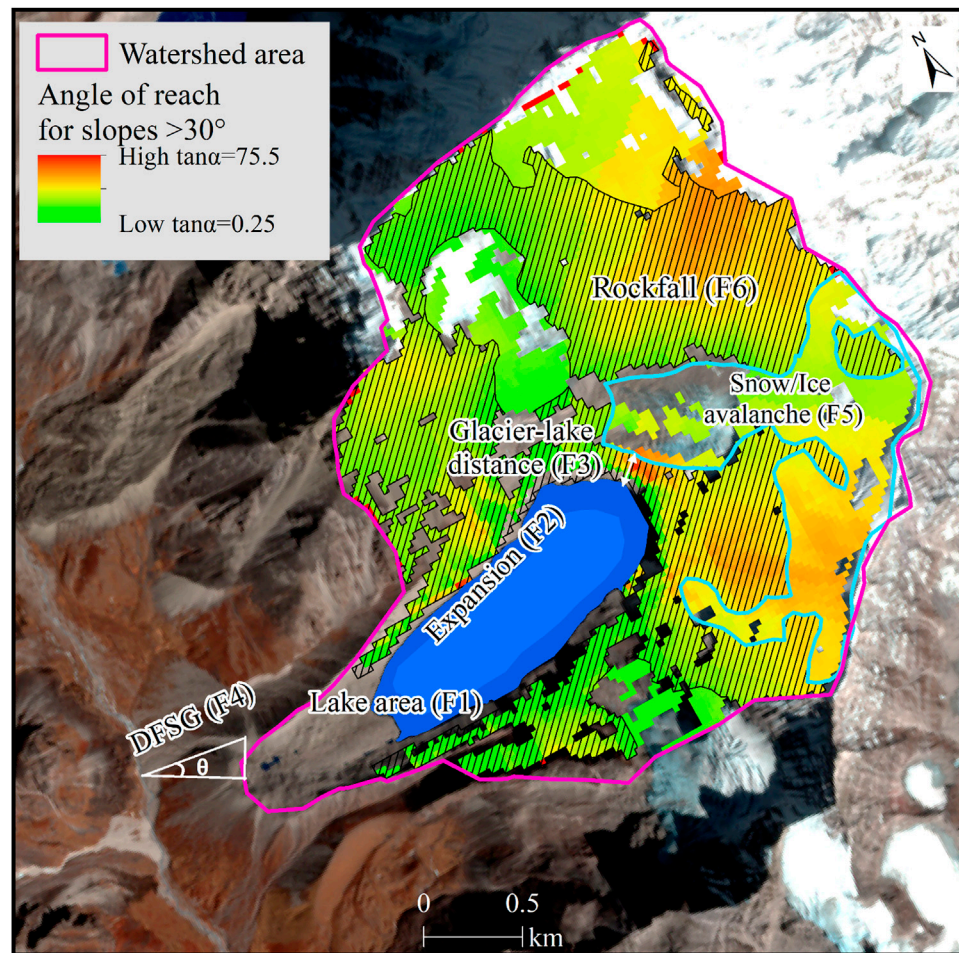 Watershed area
Angle of reach
for slopes >30°
High tanα=75.5
Low tanα=0.25
N
Rockfall (F6)
Snow/Ice
avalanche (F5)
Glacier-lake
distance (F3)
Expansion (F2)
Lake area (F1)
DFSG (F4)
θ
0 0.5
km